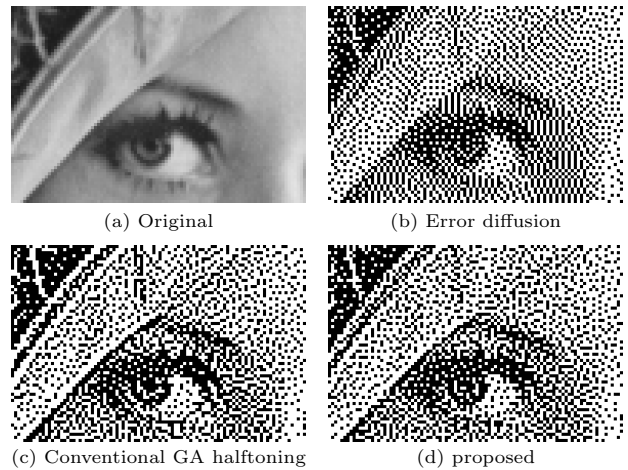 (a) Original
(b) Error diffusion
(c) Conventional GA halftoning
(d) proposed